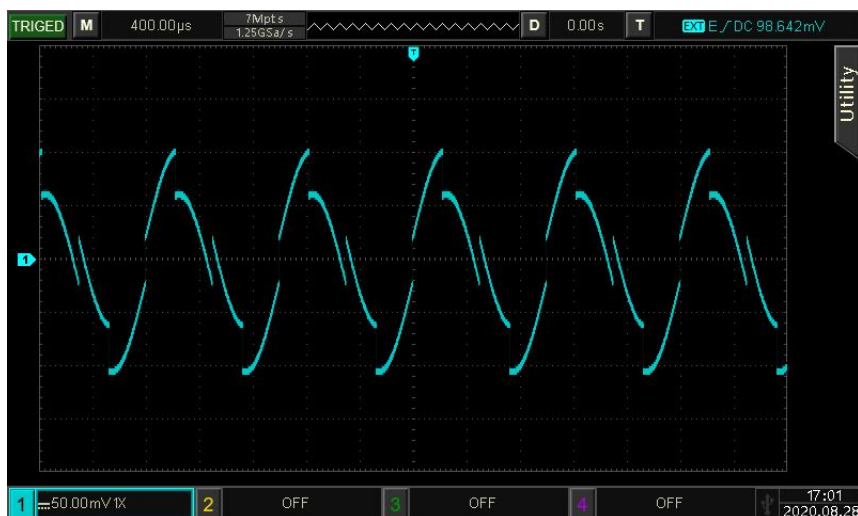 TRIGED M 400.00μs 7Mpts D 0.00s T EXT E DC 98.642mV
1.25GSa/s
T
Utility
1
1 50.00mV 1X 2 OFF 3 OFF 4 OFF 17:01
2020.08.28